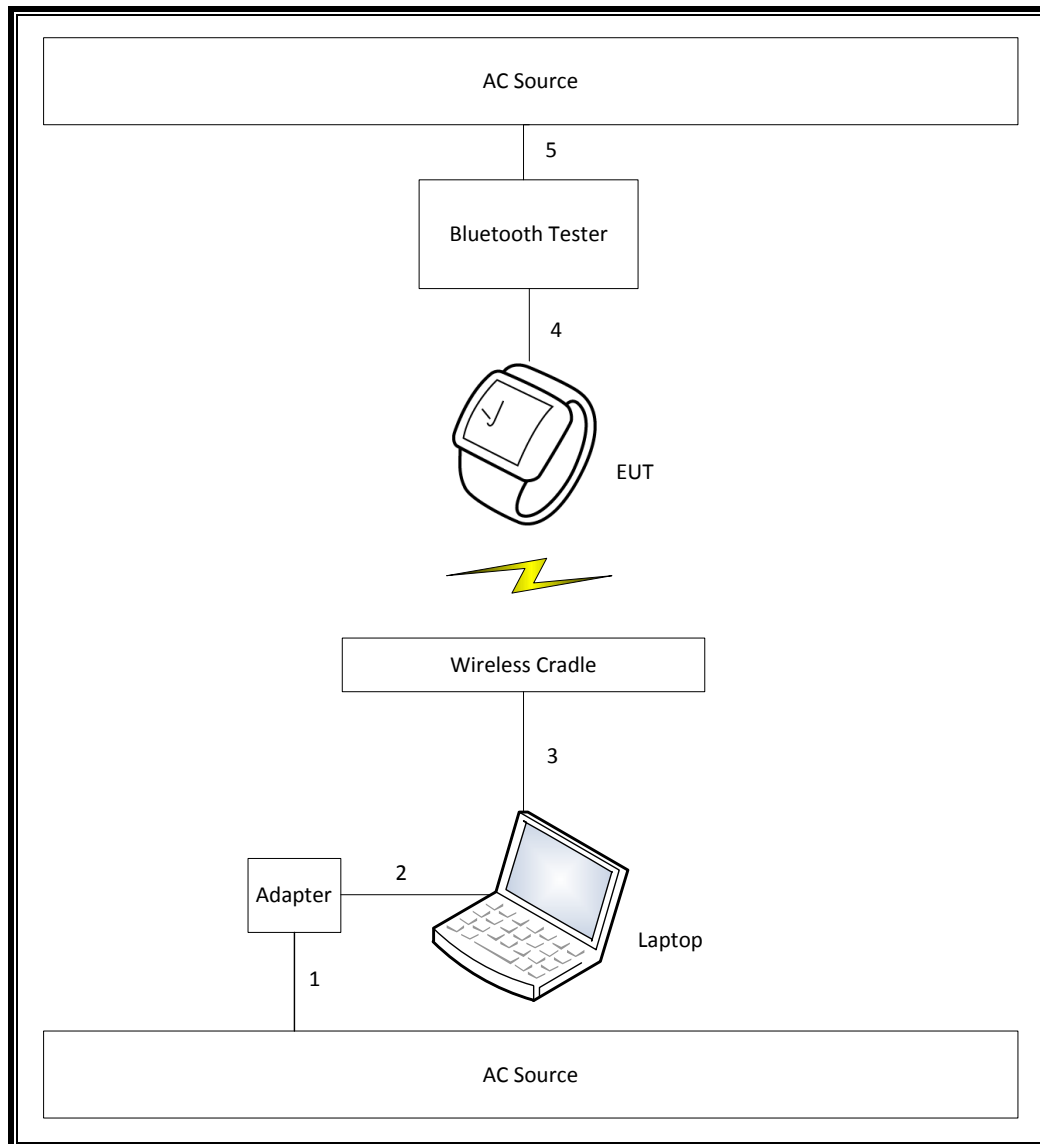 AC Source
5
Bluetooth Tester
4
EUT
Wireless Cradle
3
2
Adapter
Laptop
1
AC Source